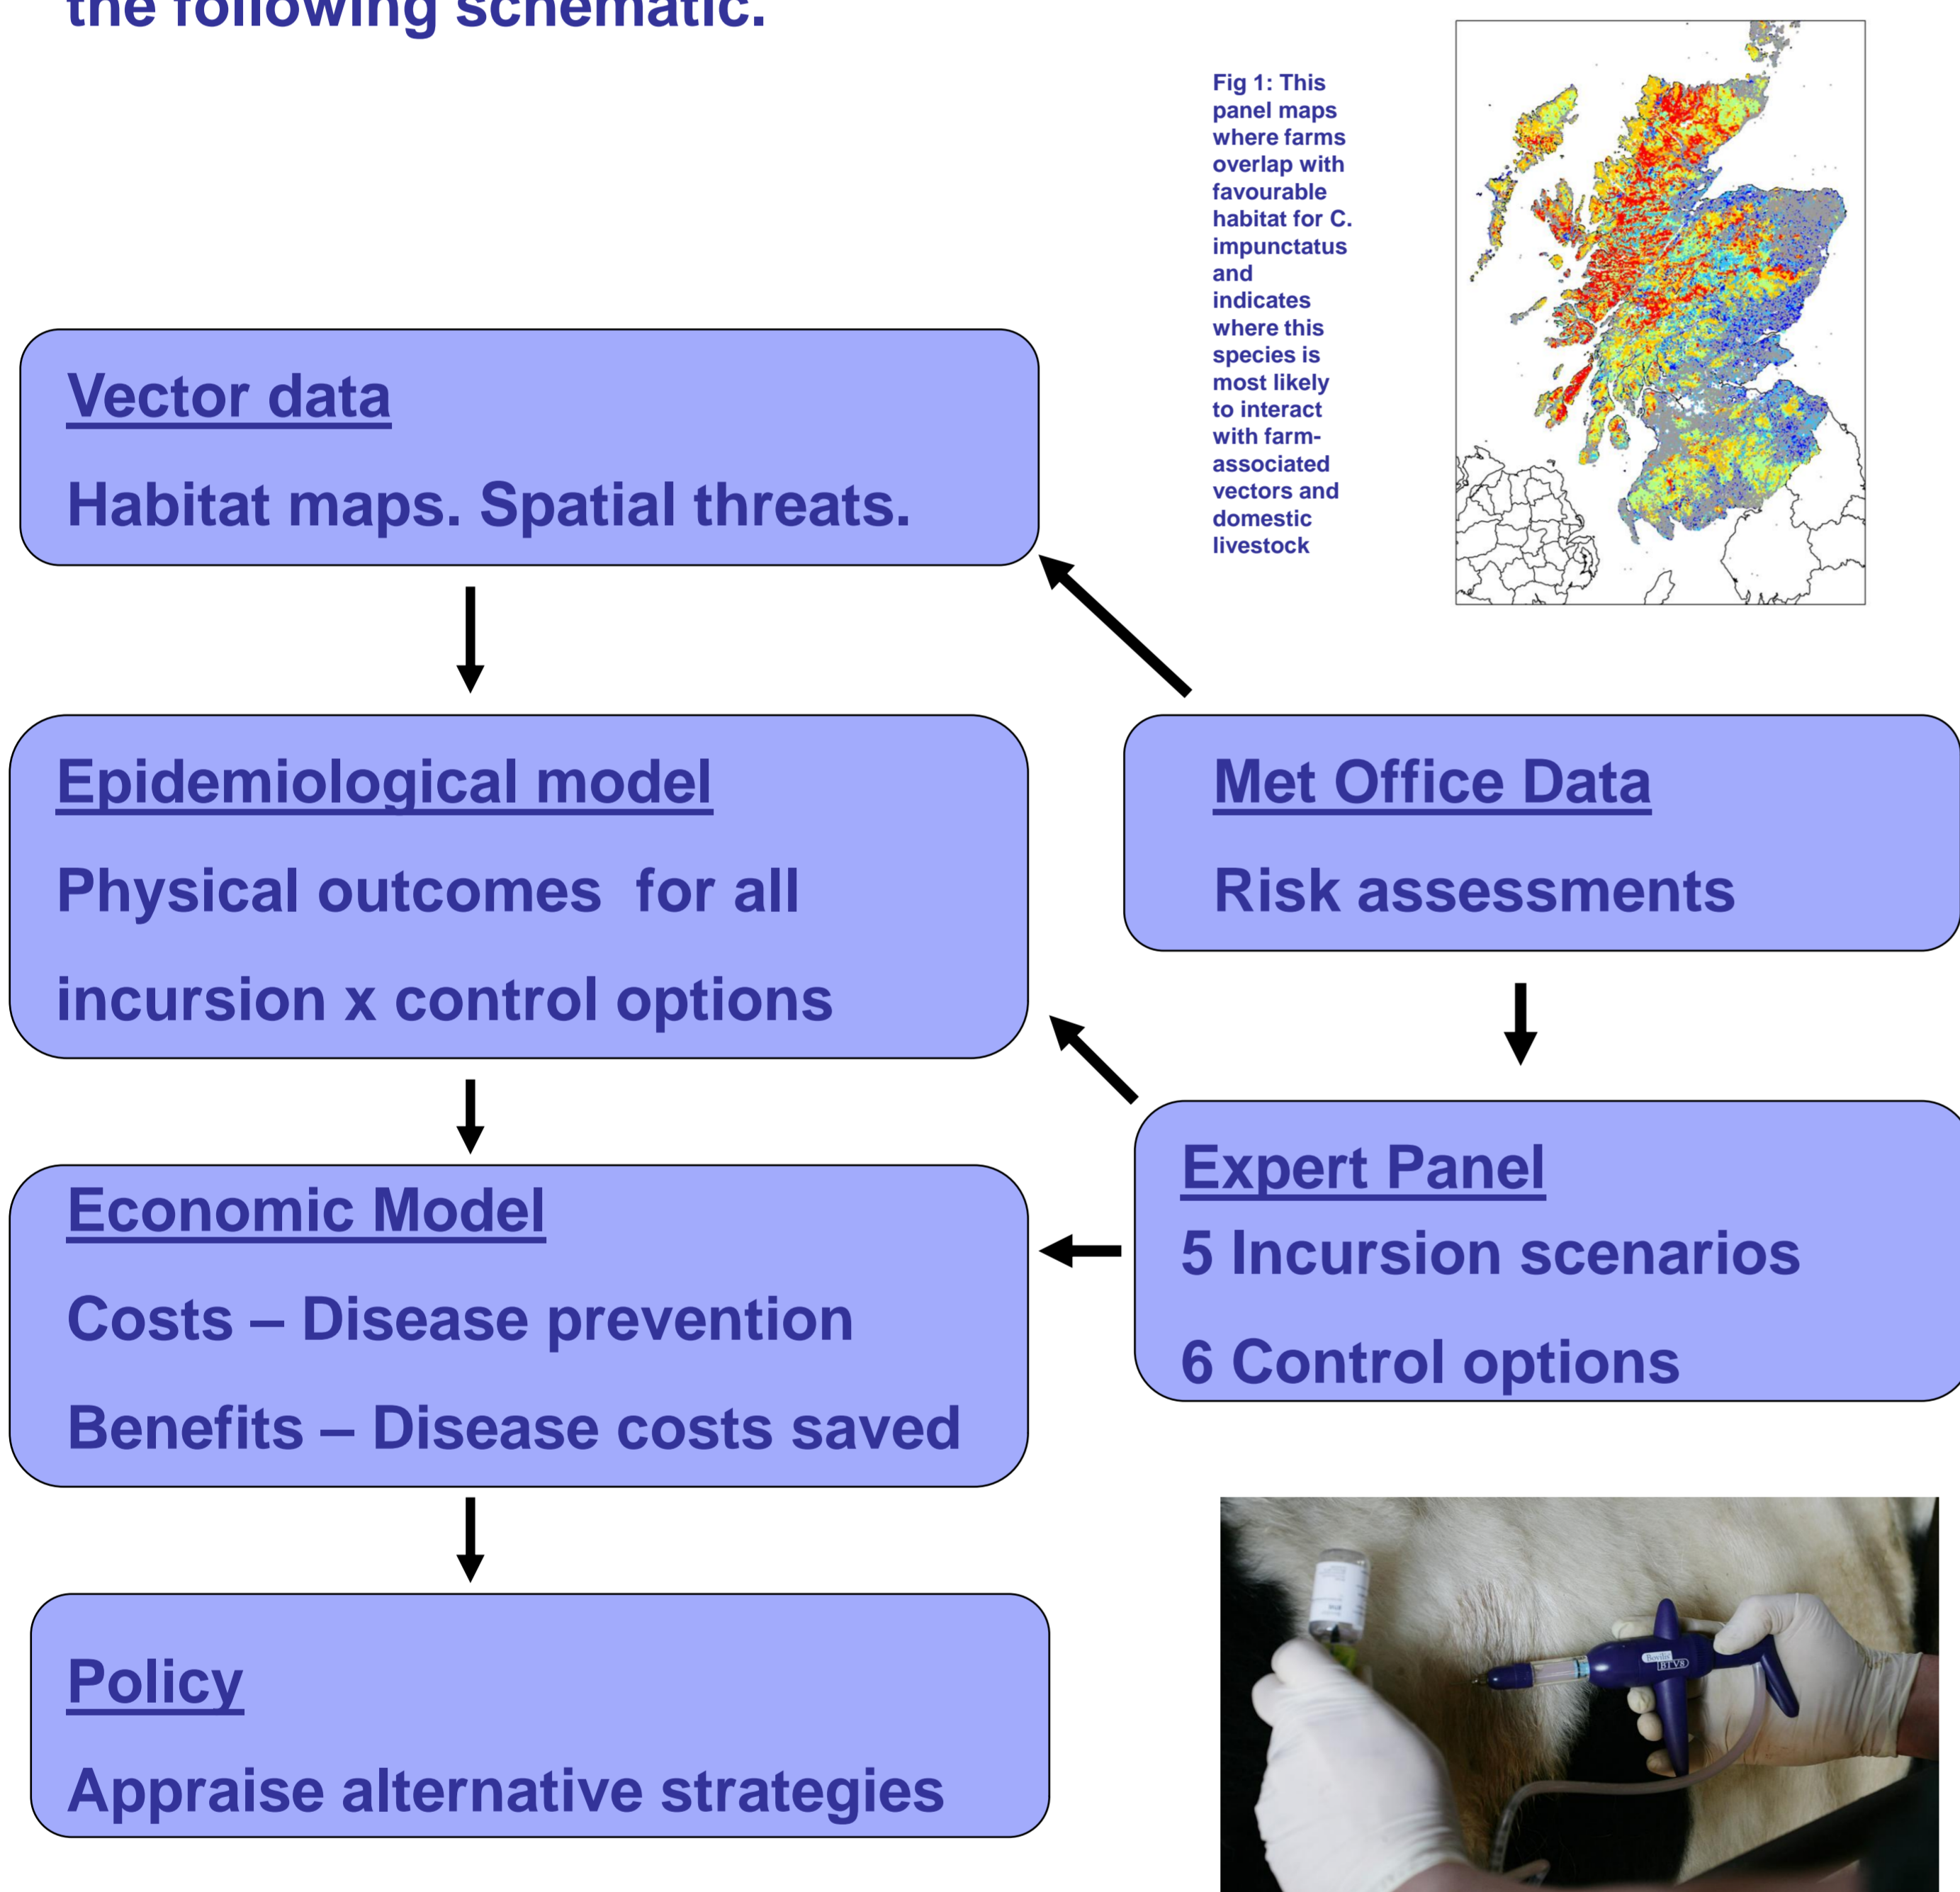 the following schematic.
Fig 1: This
panel maps
where farms
overlap with
favourable
habitat for C.
impunctatus
and
indicates
where this
species is
most likely
to interact
with farm-
associated
vectors and
domestic
livestock
Vector data
Habitat maps. Spatial threats.
Epidemiological model
Physical outcomes for all
incursion x control options
Met Office Data
Risk assessments
Expert Panel
5 Incursion scenarios
6 Control options
Economic Model
Costs – Disease prevention
Benefits – Disease costs saved
Policy
Appraise alternative strategies
Bovilis
BTV8